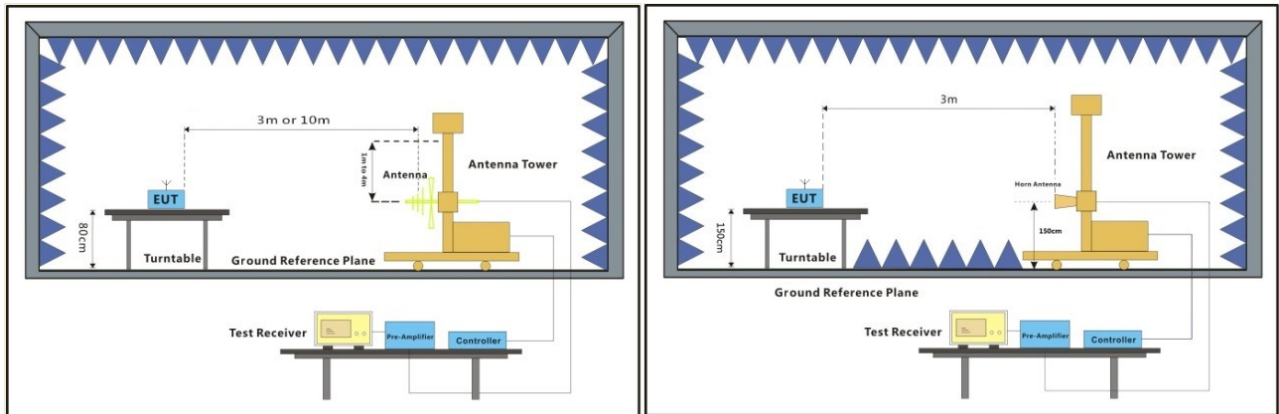 3m or 10m
1m to 4m
Antenna
Antenna Tower
EUT
80cm
Turntable
Ground Reference Plane
Test Receiver
Pre-Amplifier
Controller
3m
Antenna Tower
Horn Antenna
EUT
150cm
150cm
Turntable
Ground Reference Plane
Test Receiver
Pre-Amplifier
Controller